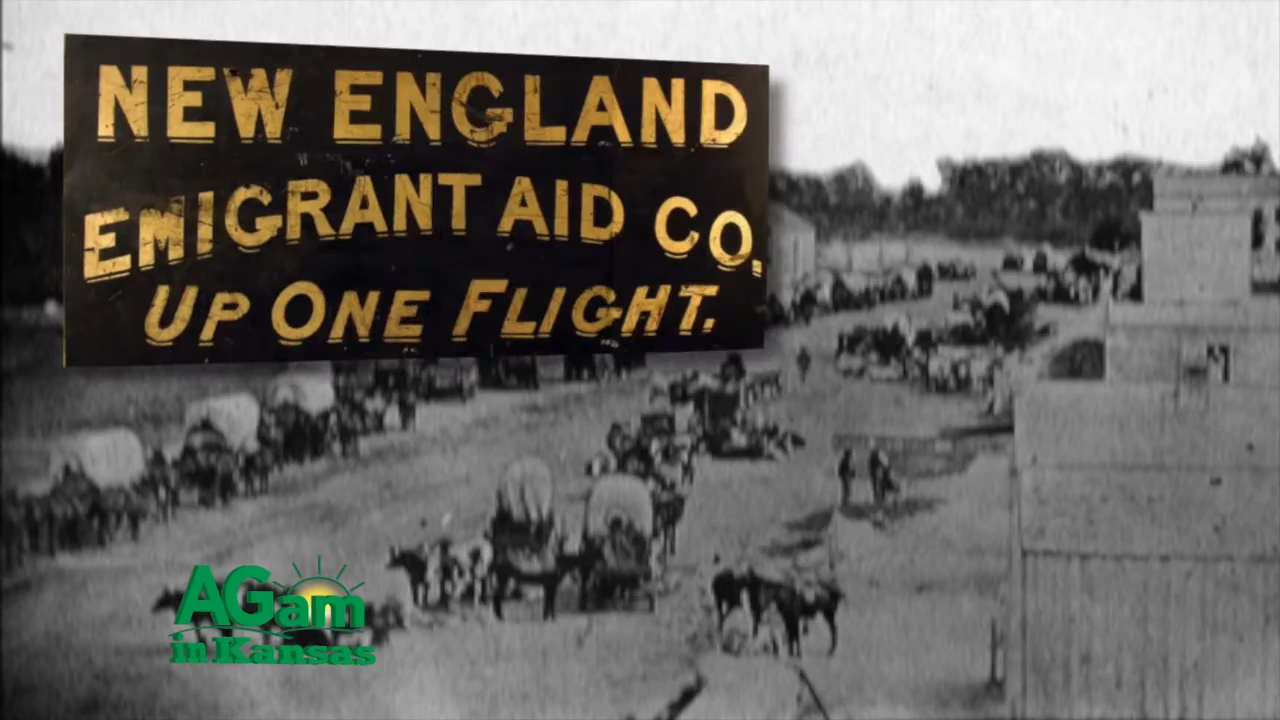 NEW ENGLAND
EMIGRANT AID CO.
UP ONE FLIGHT.
AGam
in Kansas